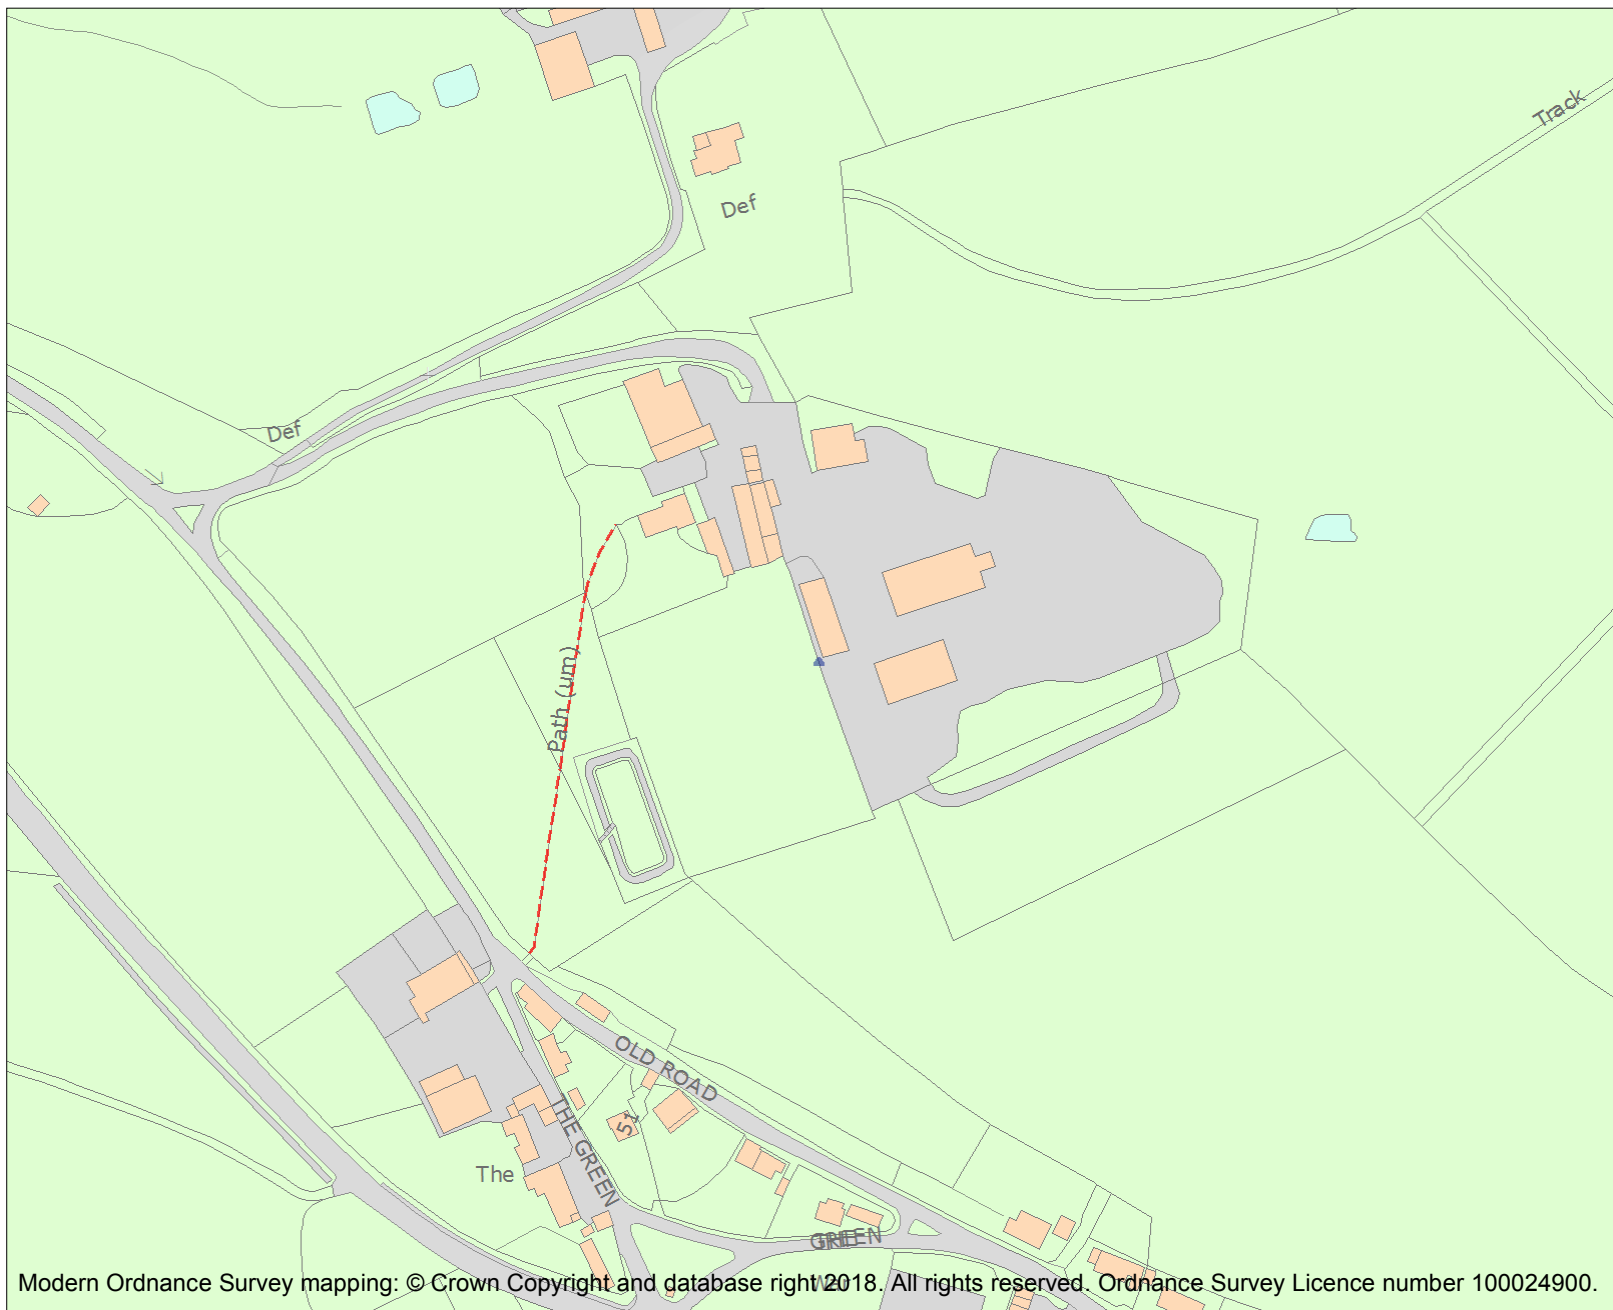 Track
Def
Def
Path (um)
OLD ROAD
THE GREEN
51
The
GREEN
Modern Ordnance Survey mapping: © Crown Copyright and database right 2018. All rights reserved. Ordnance Survey Licence number 100024900.